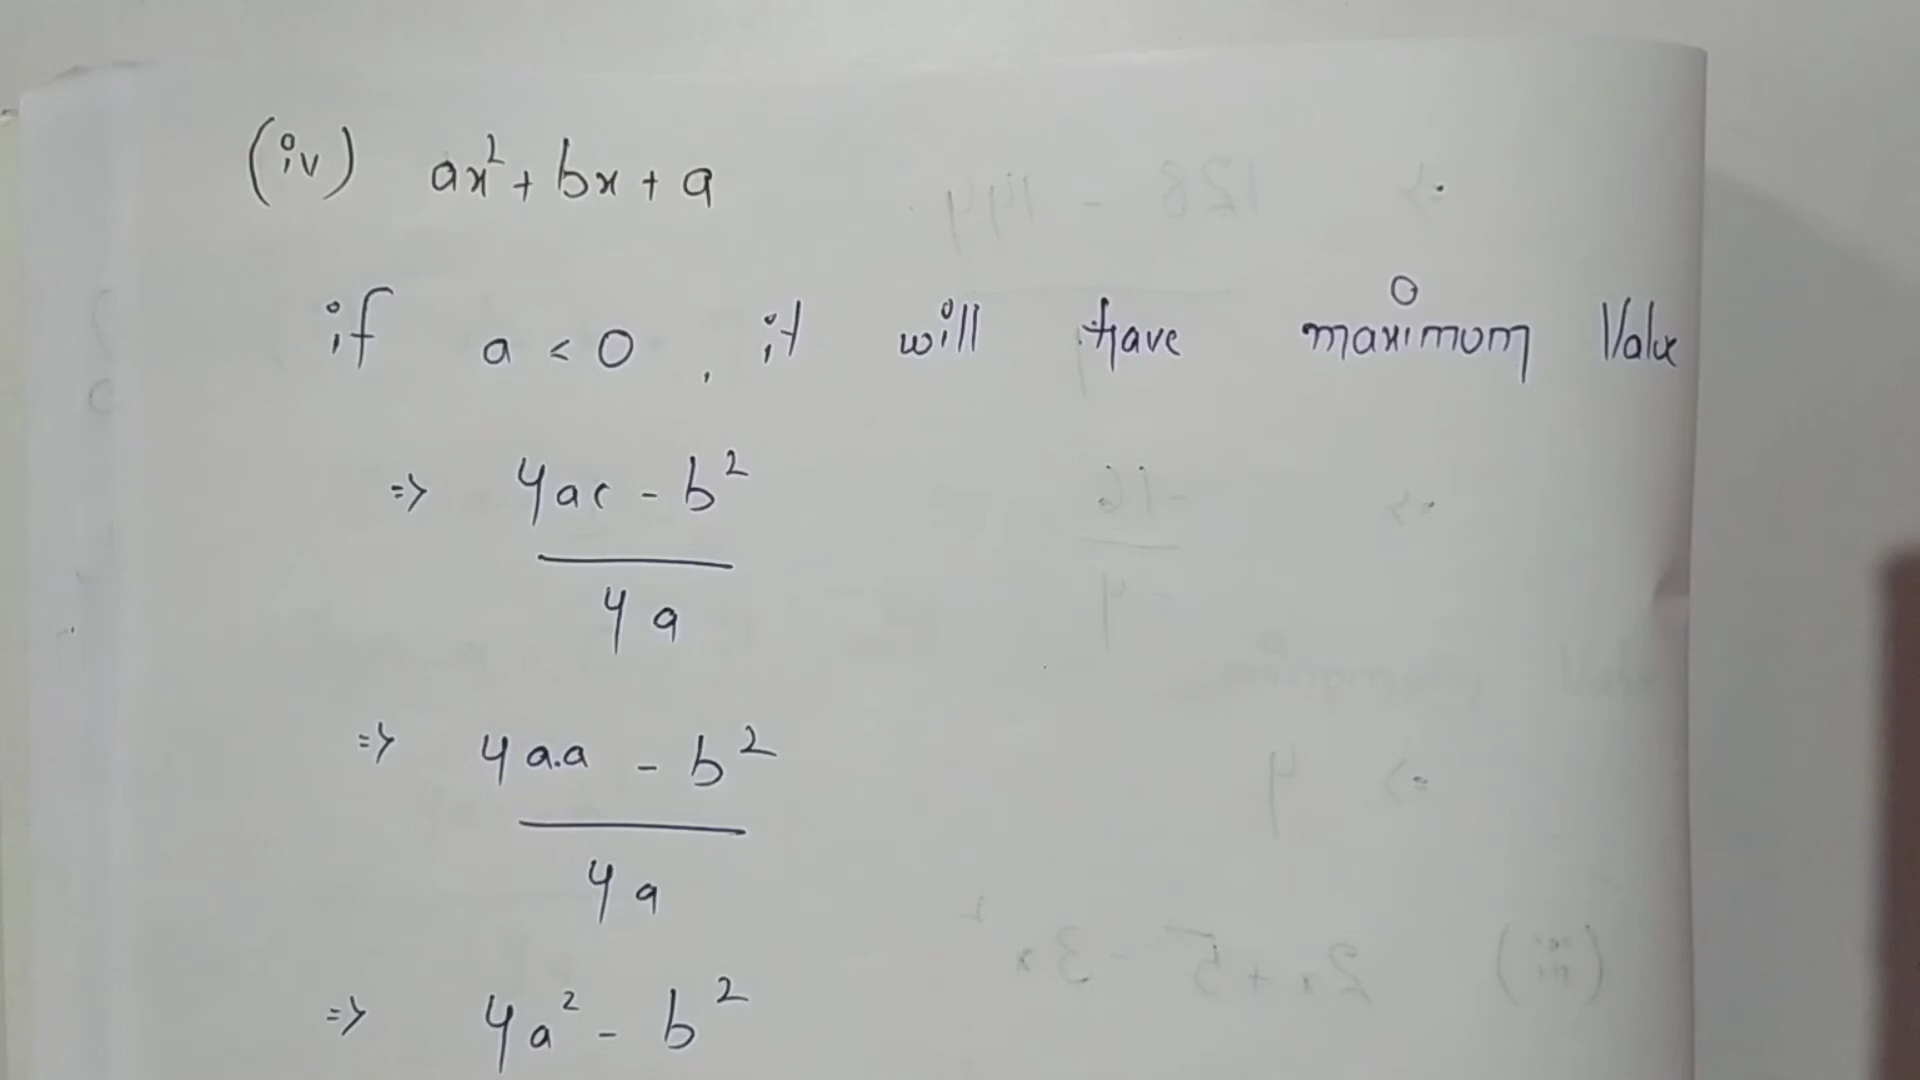 (iv) ax² + bx + a
if a < 0, it will have maximum Value
=> 4ac - b²
4a
=> 4a.a - b²
4a
=> 4a² - b²